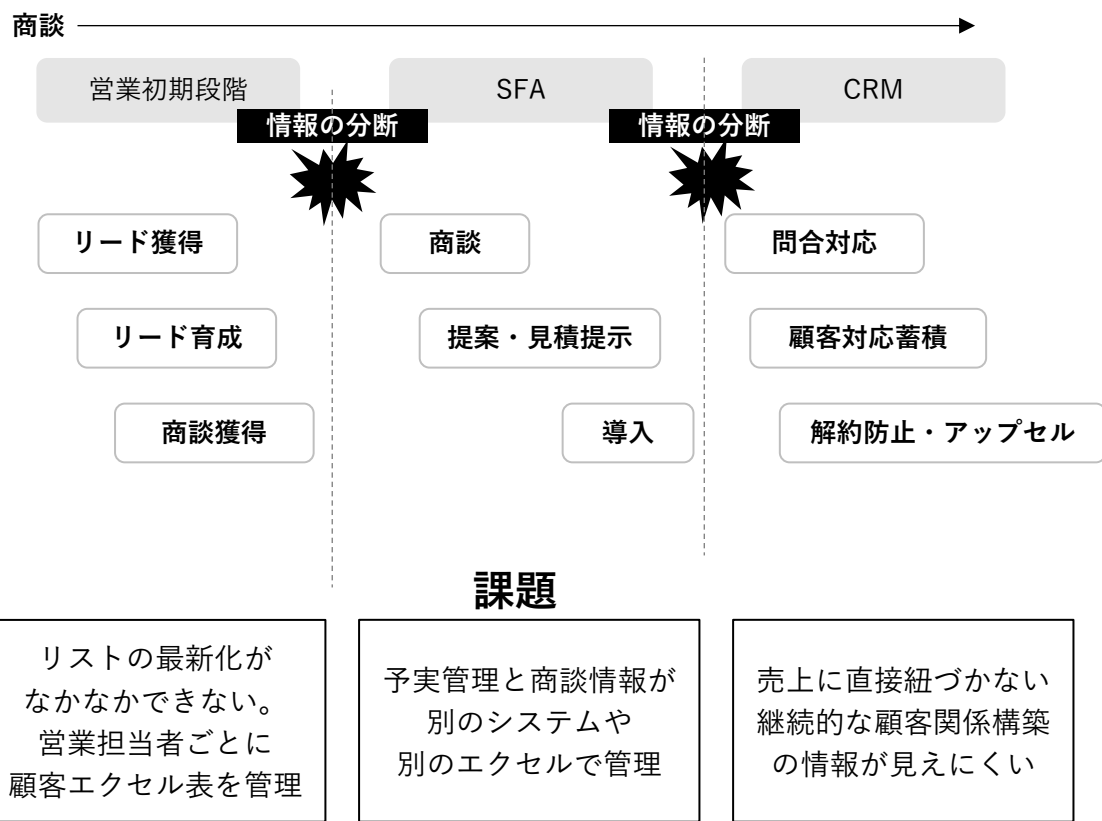 商談
営業初期段階
SFA
CRM
情報の分断
情報の分断
リード獲得
商談
問合対応
リード育成
提案・見積提示
顧客対応蓄積
商談獲得
導入
解約防止・アップセル
課題
リストの最新化が
なかなかできない。
営業担当者ごとに
顧客エクセル表を管理
予実管理と商談情報が
別のシステムや
別のエクセルで管理
売上に直接紐づかない
継続的な顧客関係構築
の情報が見えにくい